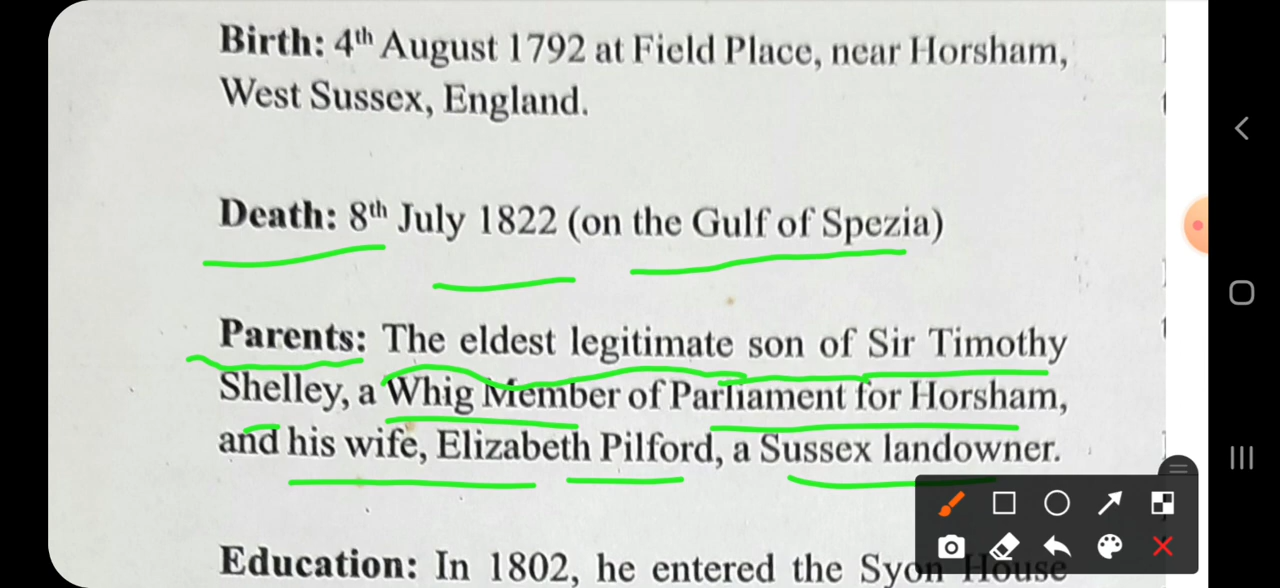 Birth: 4th August 1792 at Field Place, near Horsham,
West Sussex, England.
Death: 8th July 1822 (on the Gulf of Spezia)
Parents: The eldest legitimate son of Sir Timothy
Shelley, a Whig Member of Parliament for Horsham,
and his wife, Elizabeth Pilford, a Sussex landowner.
Education: In 1802, he entered the Syon House